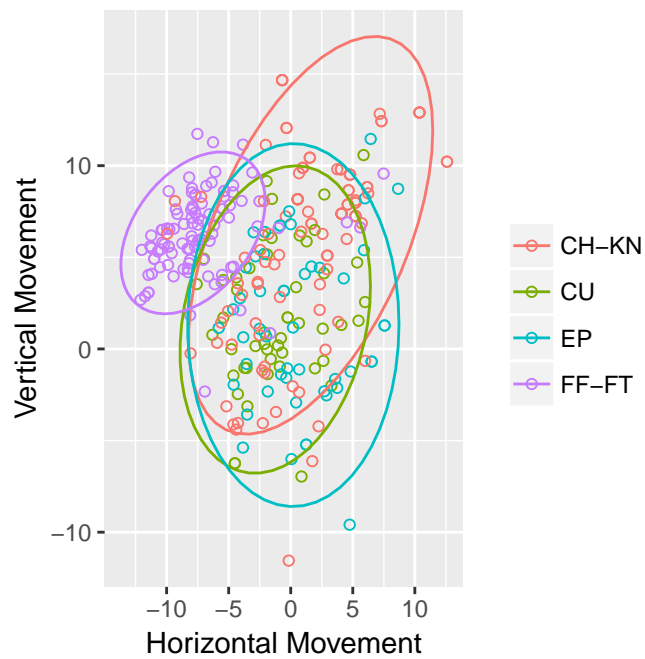 10
0
−10
Vertical Movement
−10
−5
0
5
10
Horizontal Movement
CH−KN
CU
EP
FF−FT